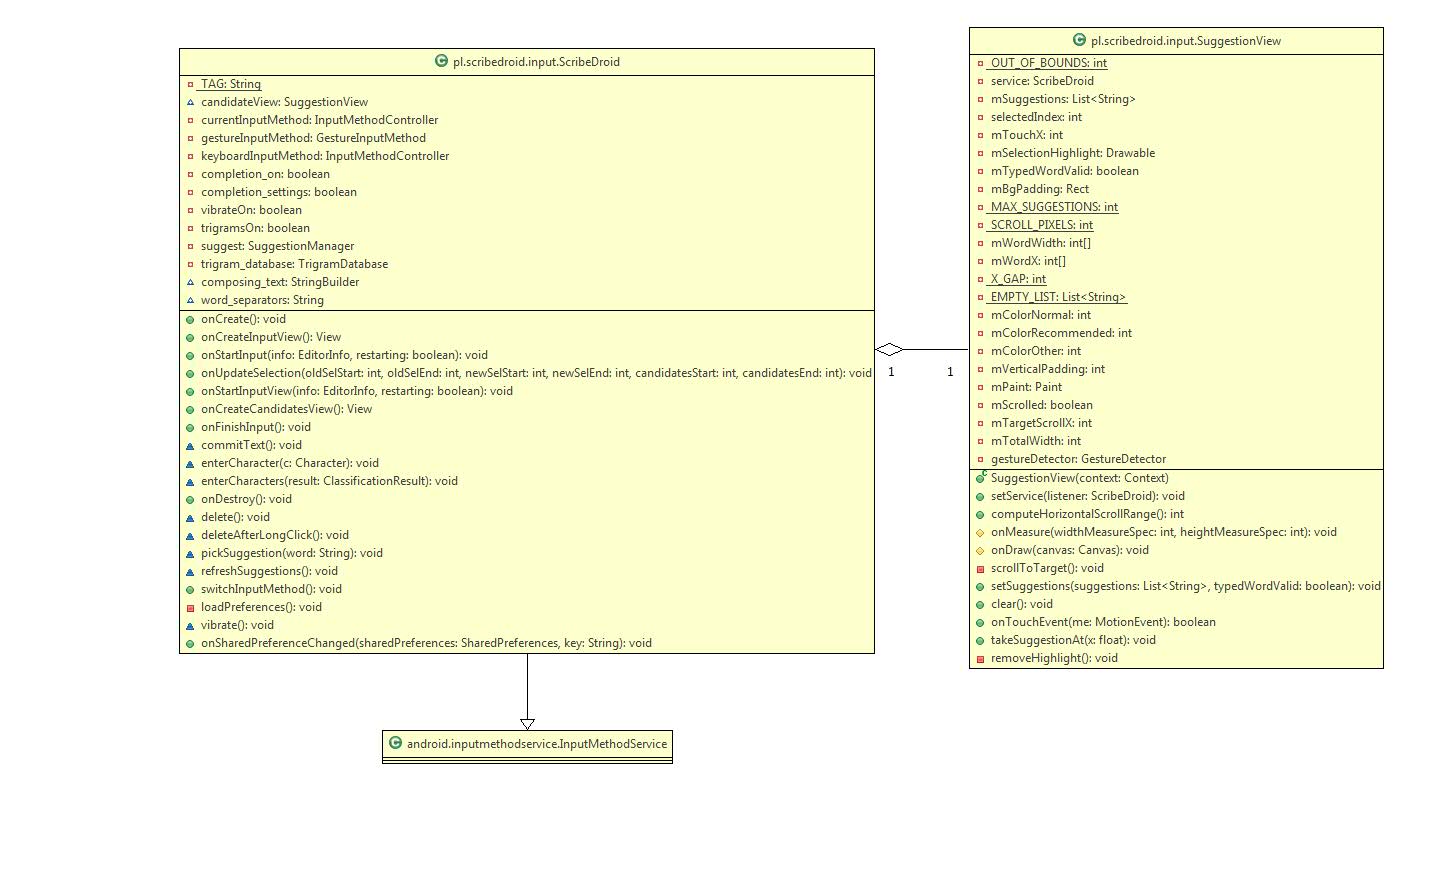 pl.scribedroid.input.ScribeDroid
TAG: String
candidateView: SuggestionView
currentInputMethod: InputMethodController
gestureInputMethod: GestureInputMethod
keyboardInputMethod: InputMethodController
completion_on: boolean
completion_settings: boolean
vibrateOn: boolean
trigramsOn: boolean
suggest: SuggestionManager
trigram_database: TrigramDatabase
composing_text: StringBuilder
word_separators: String
onCreate(): void
onCreateInputView(): View
onStartInput(info: EditorInfo, restarting: boolean): void
onUpdateSelection(oldSelStart: int, oldSelEnd: int, newSelStart: int, newSelEnd: int, candidatesStart: int, candidatesEnd: int): void
onStartInputView(info: EditorInfo, restarting: boolean): void
onCreateCandidatesView(): View
onFinishInput(): void
commitText(): void
enterCharacter(c: Character): void
enterCharacters(result: ClassificationResult): void
onDestroy(): void
delete(): void
deleteAfterLongClick(): void
pickSuggestion(word: String): void
refreshSuggestions(): void
switchInputMethod(): void
loadPreferences(): void
vibrate(): void
onSharedPreferenceChanged(sharedPreferences: SharedPreferences, key: String): void
1 1
pl.scribedroid.input.SuggestionView
OUT_OF_BOUNDS: int
service: ScribeDroid
mSuggestions: List<String>
selectedIndex: int
mTouchX: int
mSelectionHighlight: Drawable
mTypedWordValid: boolean
mBgPadding: Rect
MAX_SUGGESTIONS: int
SCROLL_PIXELS: int
mWordWidth: int[]
mWordX: int[]
X_GAP: int
EMPTY_LIST: List<String>
mColorNormal: int
mColorRecommended: int
mColorOther: int
mVerticalPadding: int
mPaint: Paint
mScrolled: boolean
mTargetScrollX: int
mTotalWidth: int
gestureDetector: GestureDetector
SuggestionView(context: Context)
setService(listener: ScribeDroid): void
computeHorizontalScrollRange(): int
onMeasure(widthMeasureSpec: int, heightMeasureSpec: int): void
onDraw(canvas: Canvas): void
scrollToTarget(): void
setSuggestions(suggestions: List<String>, typedWordValid: boolean): void
clear(): void
onTouchEvent(me: MotionEvent): boolean
takeSuggestionAt(x: float): void
removeHighlight(): void
android.inputmethodservice.InputMethodService